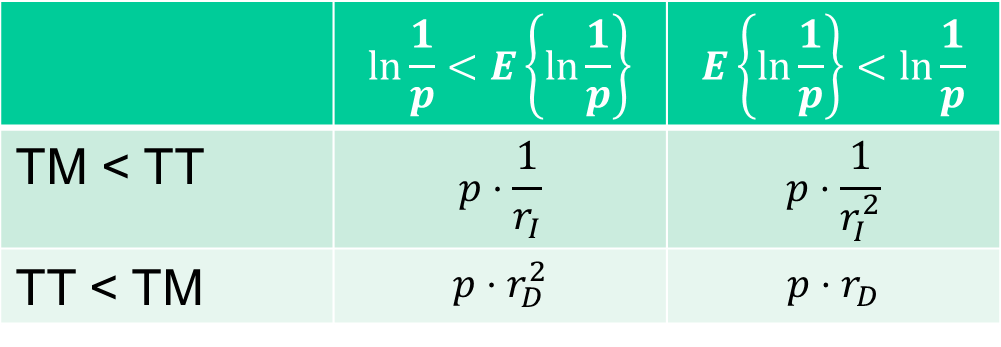 ln 1/p < E{ln 1/p} E{ln 1/p} < ln 1/p
TM < TT p · 1/r_I p · 1/r_I^2
TT < TM p · r_D^2 p · r_D